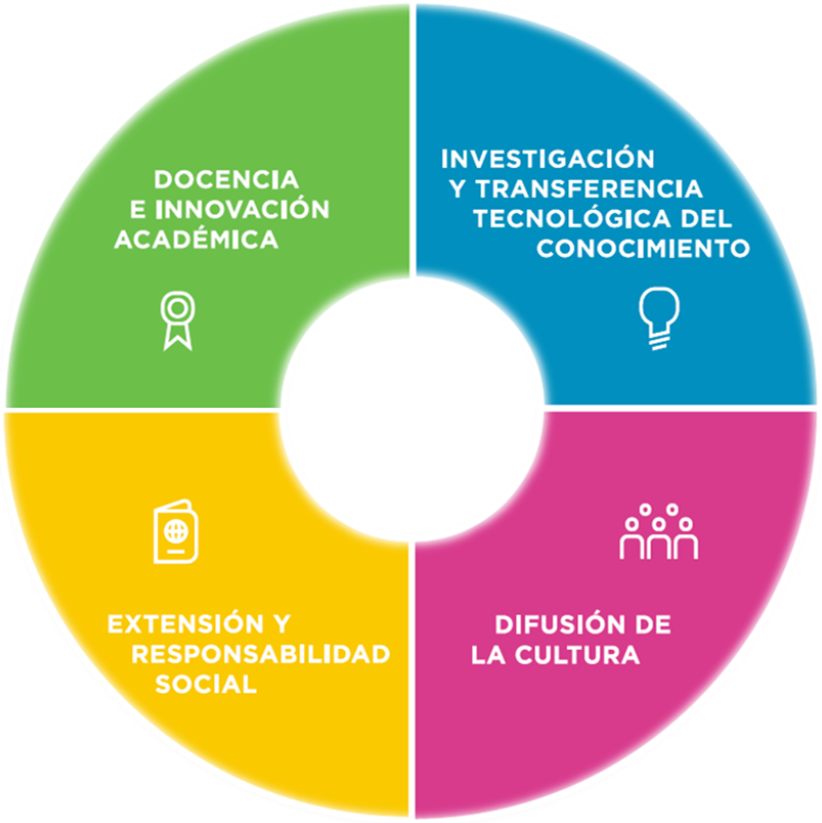 DOCENCIA
E INNOVACIÓN
ACADÉMICA
INVESTIGACIÓN
Y TRANSFERENCIA
TECNOLÓGICA DEL
CONOCIMIENTO
EXTENSIÓN Y
RESPONSABILIDAD
SOCIAL
DIFUSIÓN DE
LA CULTURA